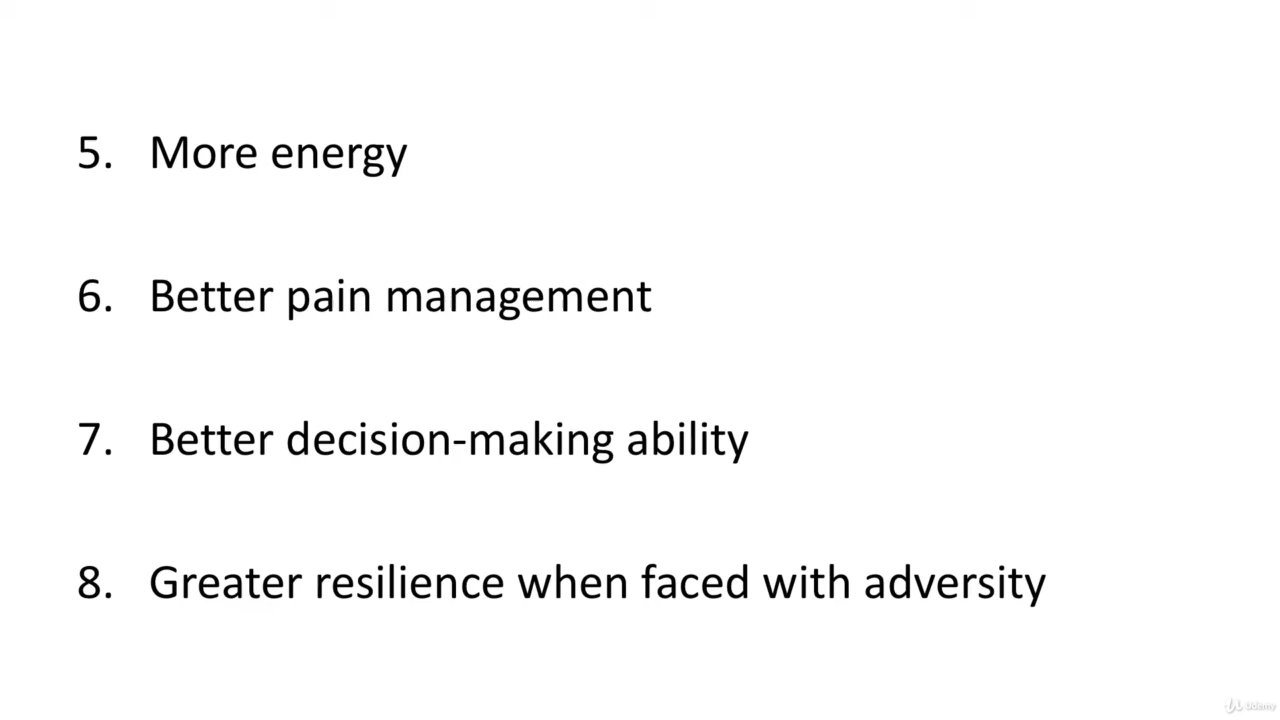 5. More energy
6. Better pain management
7. Better decision-making ability
8. Greater resilience when faced with adversity
Udemy